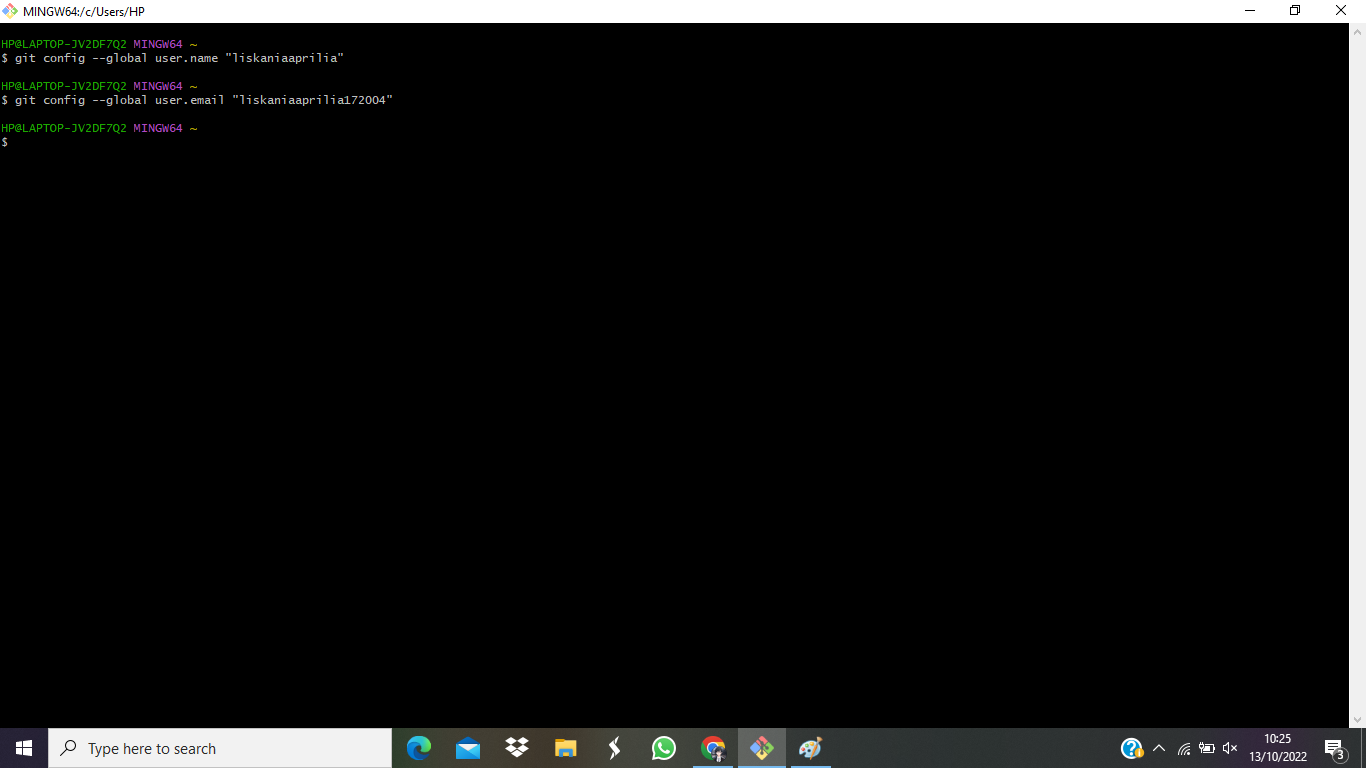 MINGW64:/c/Users/HP
HP@LAPTOP-JV2DF7Q2 MINGW64 ~
$ git config --global user.name "liskaniaaprilia"
HP@LAPTOP-JV2DF7Q2 MINGW64 ~
$ git config --global user.email "liskaniaaprilia172004"
HP@LAPTOP-JV2DF7Q2 MINGW64 ~
$
Type here to search
10:25
13/10/2022
3